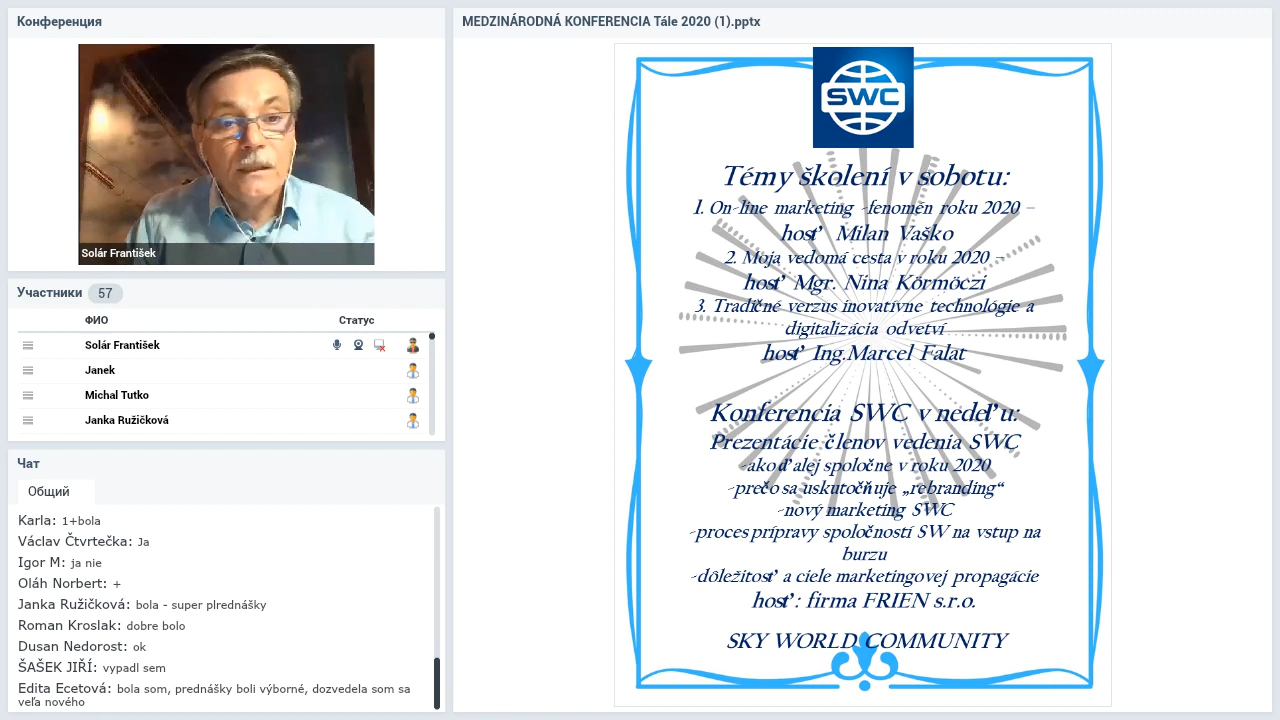 Конференция
Solár František
Участники 57
ФИО Статус
Solár František
Janek
Michal Tutko
Janka Ružičková
Чат
Общий
Karla: 1+bola
Václav Čtvrtečka: Ja
Igor M: ja nie
Oláh Norbert: +
Janka Ružičková: bola - super plrednášky
Roman Kroslak: dobre bolo
Dusan Nedorost: ok
ŠAŠEK JIŘÍ: vypadl sem
Edita Ecetová: bola som, prednášky boli výborné, dozvedela som sa
veľa nového
MEDZINÁRODNÁ KONFERENCIA Tále 2020 (1).pptx
SWC
Témy školení v sobotu:
1. On-line marketing -fenomén roku 2020 –
hosť Milan Vaško
2. Moja vedomá cesta v roku 2020 –
hosť Mgr. Nina Körmöczi
3. Tradičné verzus inovatívne technológie a
digitalizácia odvetví
hosť Ing.Marcel Falat
Konferencia SWC v nedeľu:
Prezentácie členov vedenia SWC
-ako ďalej spoločne v roku 2020
-prečo sa uskutočňuje „rebranding“
-nový marketing SWC
-proces prípravy spoločností SW na vstup na
burzu
-dôležitosť a ciele marketingovej propagácie
hosť: firma FRIEN s.r.o.
SKY WORLD COMMUNITY